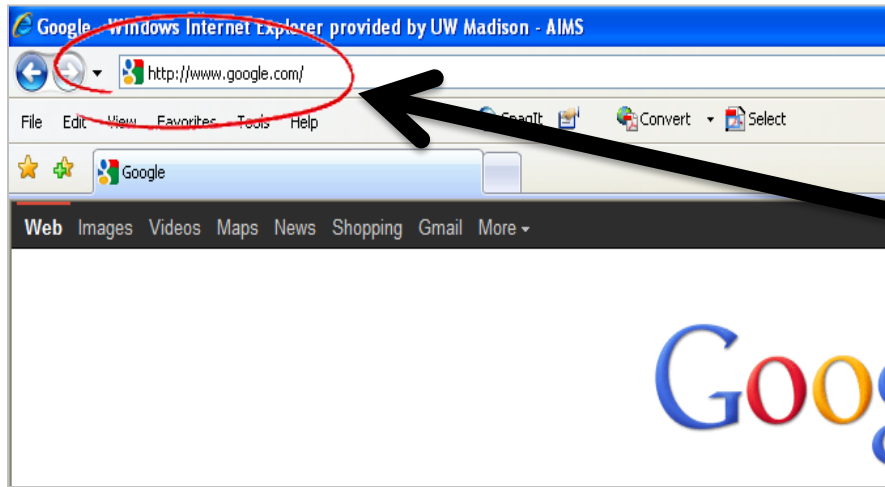 Google - Windows Internet Explorer provided by UW Madison - AIMS
http://www.google.com/
File Edit View Favorites Tools Help SnagIt Convert Select
Google
Web Images Videos Maps News Shopping Gmail More
Goog